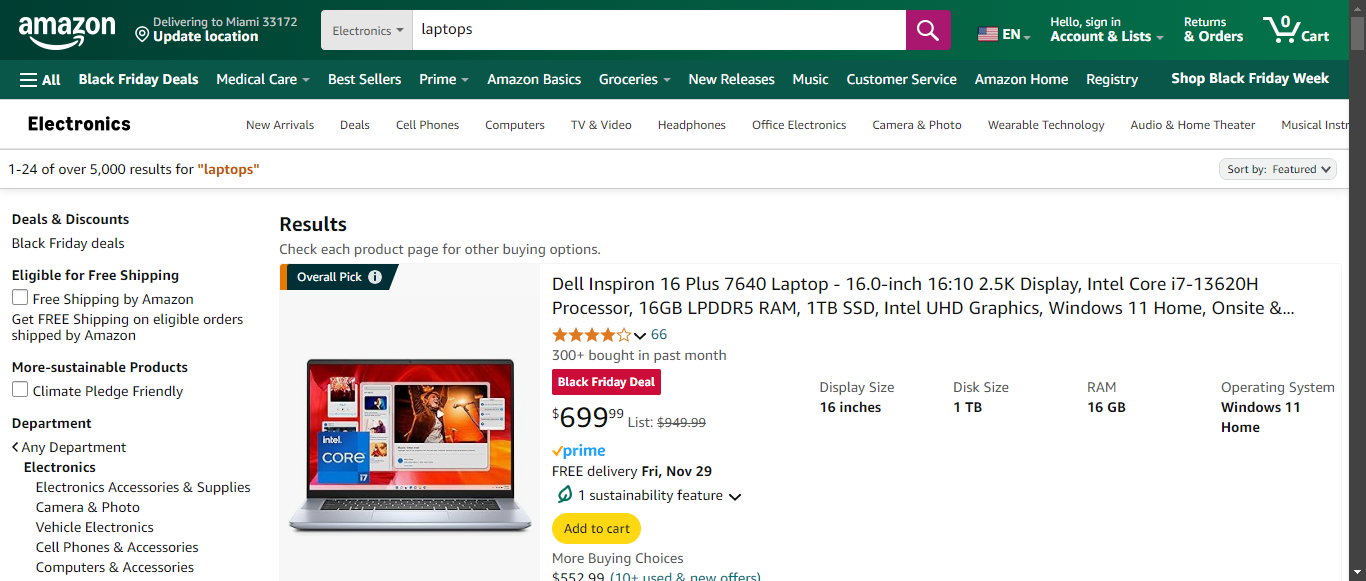 amazon
Delivering to Miami 33172
Update location
Electronics
laptops
EN
Hello, sign in
Account & Lists
Returns
& Orders
0
Cart
All
Black Friday Deals
Medical Care
Best Sellers
Prime
Amazon Basics
Groceries
New Releases
Music
Customer Service
Amazon Home
Registry
Shop Black Friday Week
Electronics
New Arrivals
Deals
Cell Phones
Computers
TV & Video
Headphones
Office Electronics
Camera & Photo
Wearable Technology
Audio & Home Theater
Musical Instr
1-24 of over 5,000 results for "laptops"
Sort by: Featured
Deals & Discounts
Black Friday deals
Eligible for Free Shipping
Free Shipping by Amazon
Get FREE Shipping on eligible orders
shipped by Amazon
More-sustainable Products
Climate Pledge Friendly
Department
Any Department
Electronics
Electronics Accessories & Supplies
Camera & Photo
Vehicle Electronics
Cell Phones & Accessories
Computers & Accessories
Results
Check each product page for other buying options.
Overall Pick
intel.
CORE
i7
Dell Inspiron 16 Plus 7640 Laptop - 16.0-inch 16:10 2.5K Display, Intel Core i7-13620H
Processor, 16GB LPDDR5 RAM, 1TB SSD, Intel UHD Graphics, Windows 11 Home, Onsite &...
66
300+ bought in past month
Black Friday Deal
$699.99 List: $949.99
prime
FREE delivery Fri, Nov 29
1 sustainability feature
Add to cart
More Buying Choices
$552.99 (10+ used & new offers)
Display Size
16 inches
Disk Size
1 TB
RAM
16 GB
Operating System
Windows 11
Home